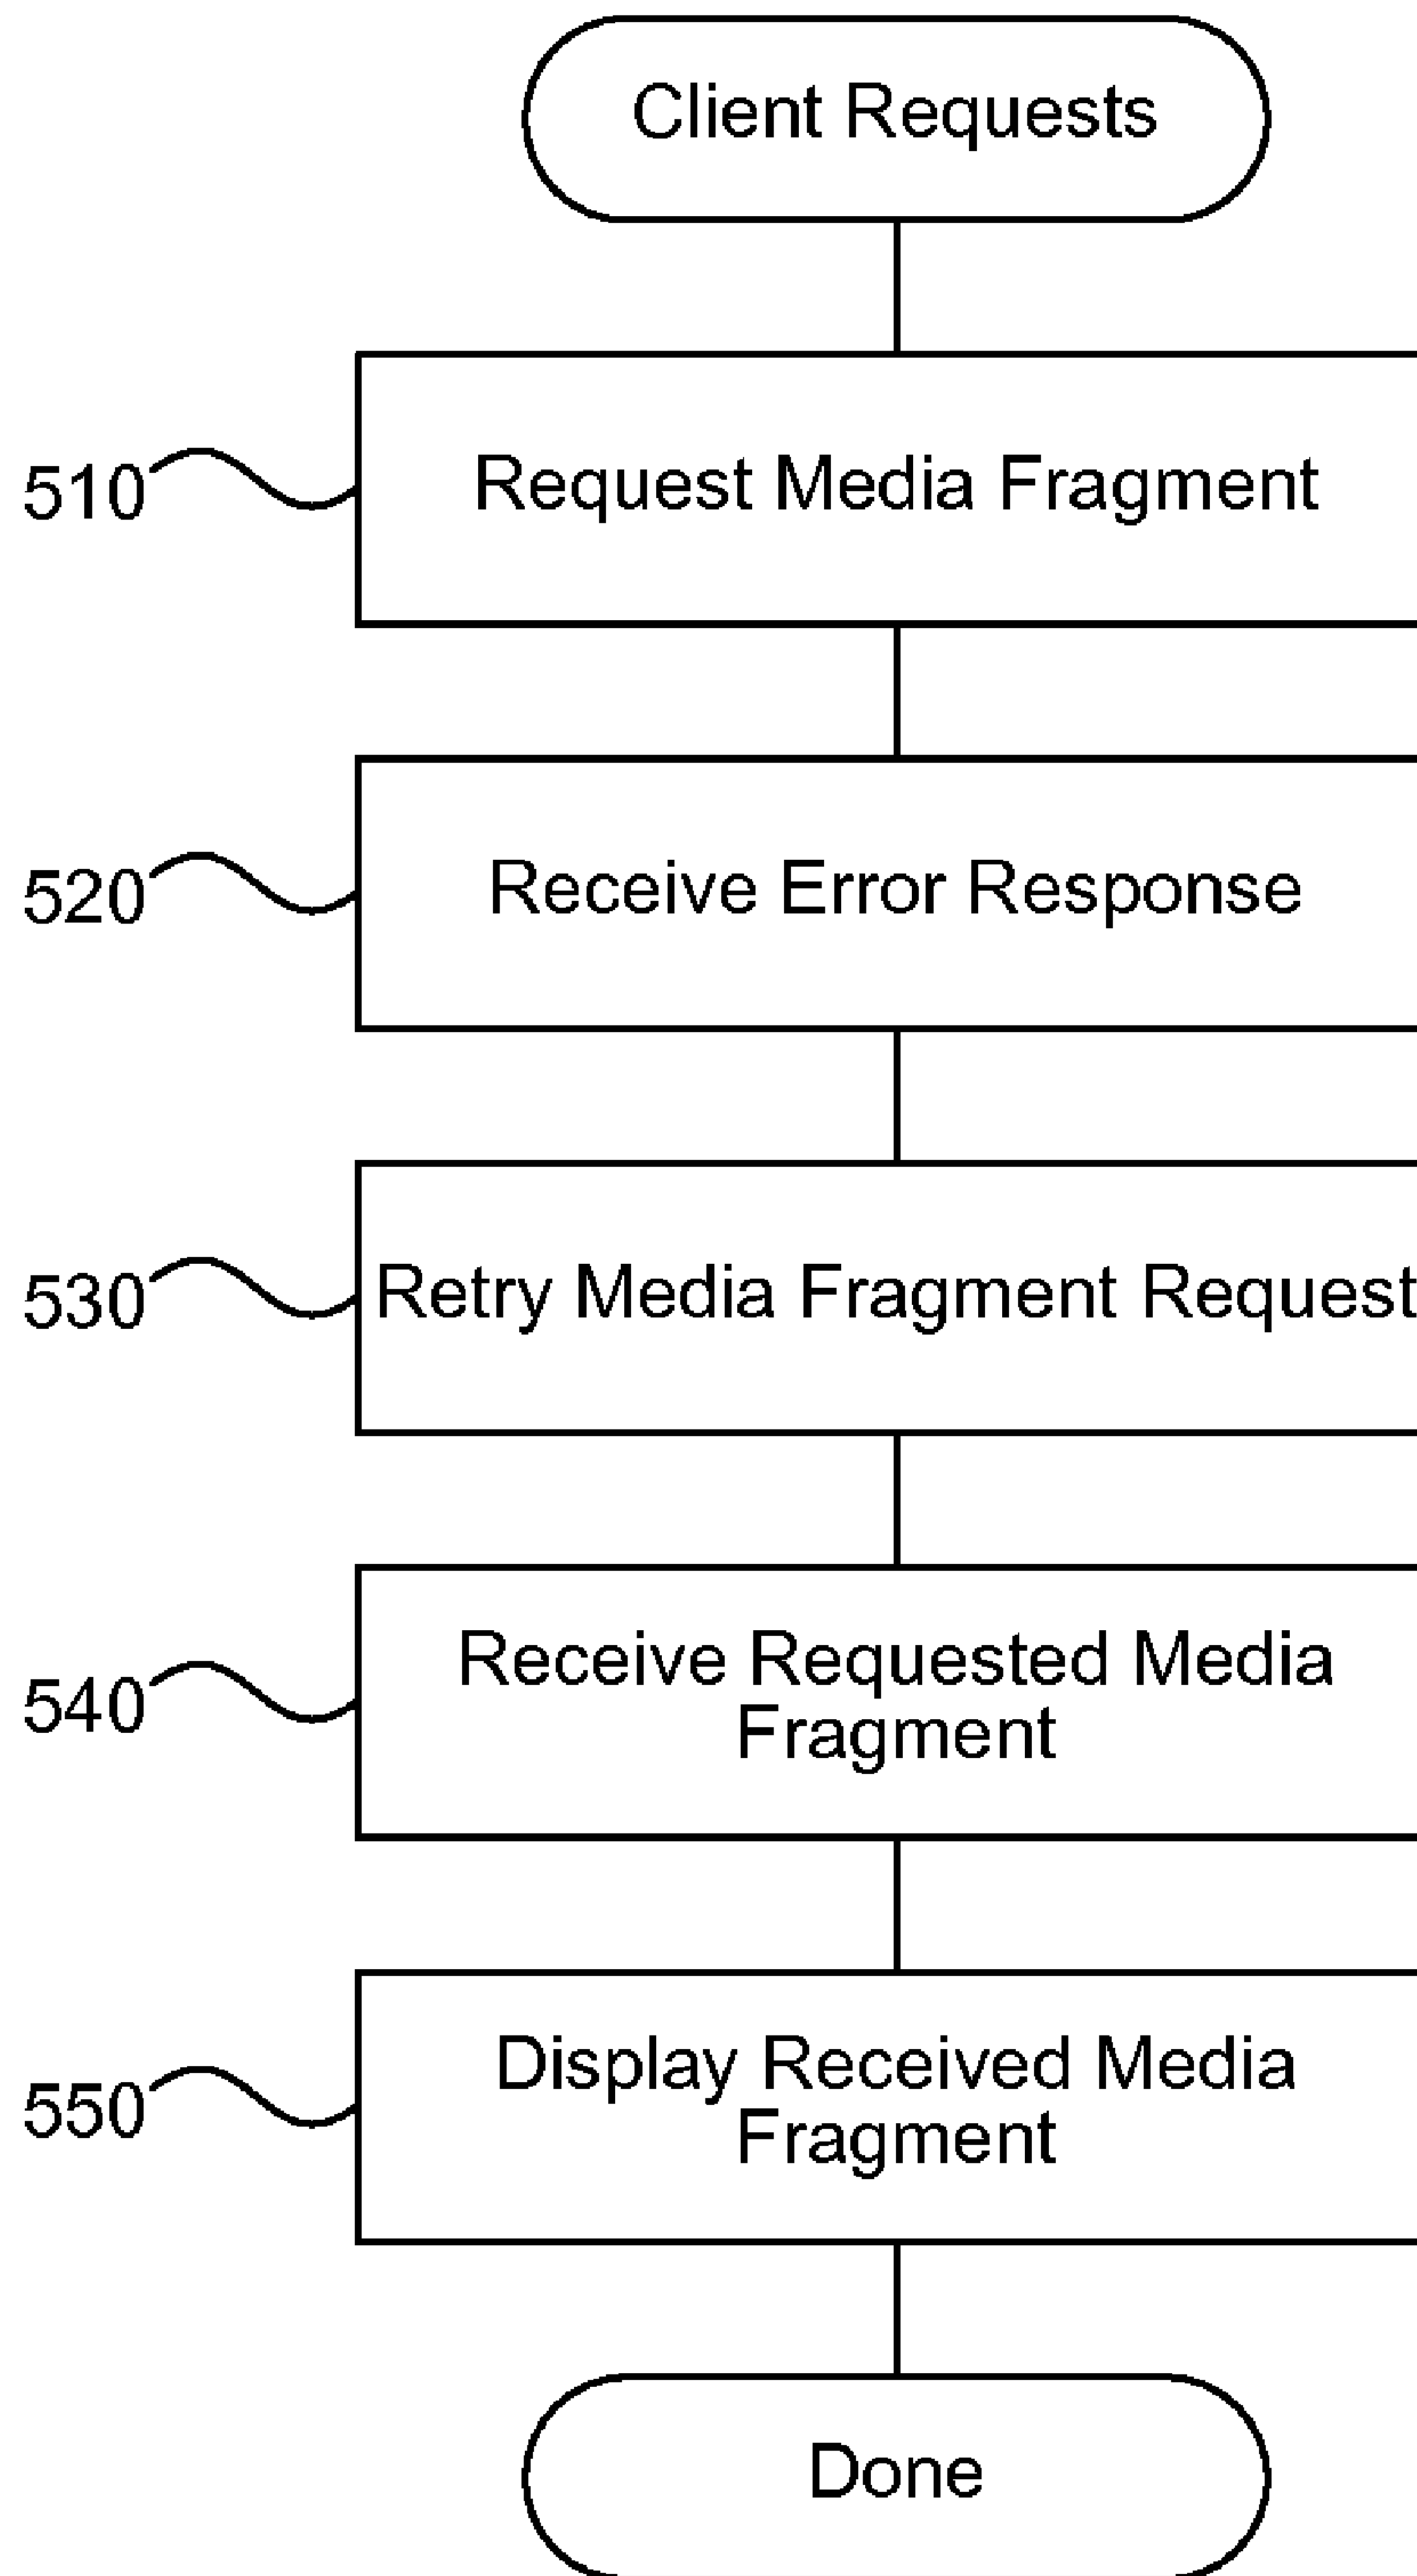 Client Requests
510
Request Media Fragment
520
Receive Error Response
530
Retry Media Fragment Request
540
Receive Requested Media
Fragment
550
Display Received Media
Fragment
Done